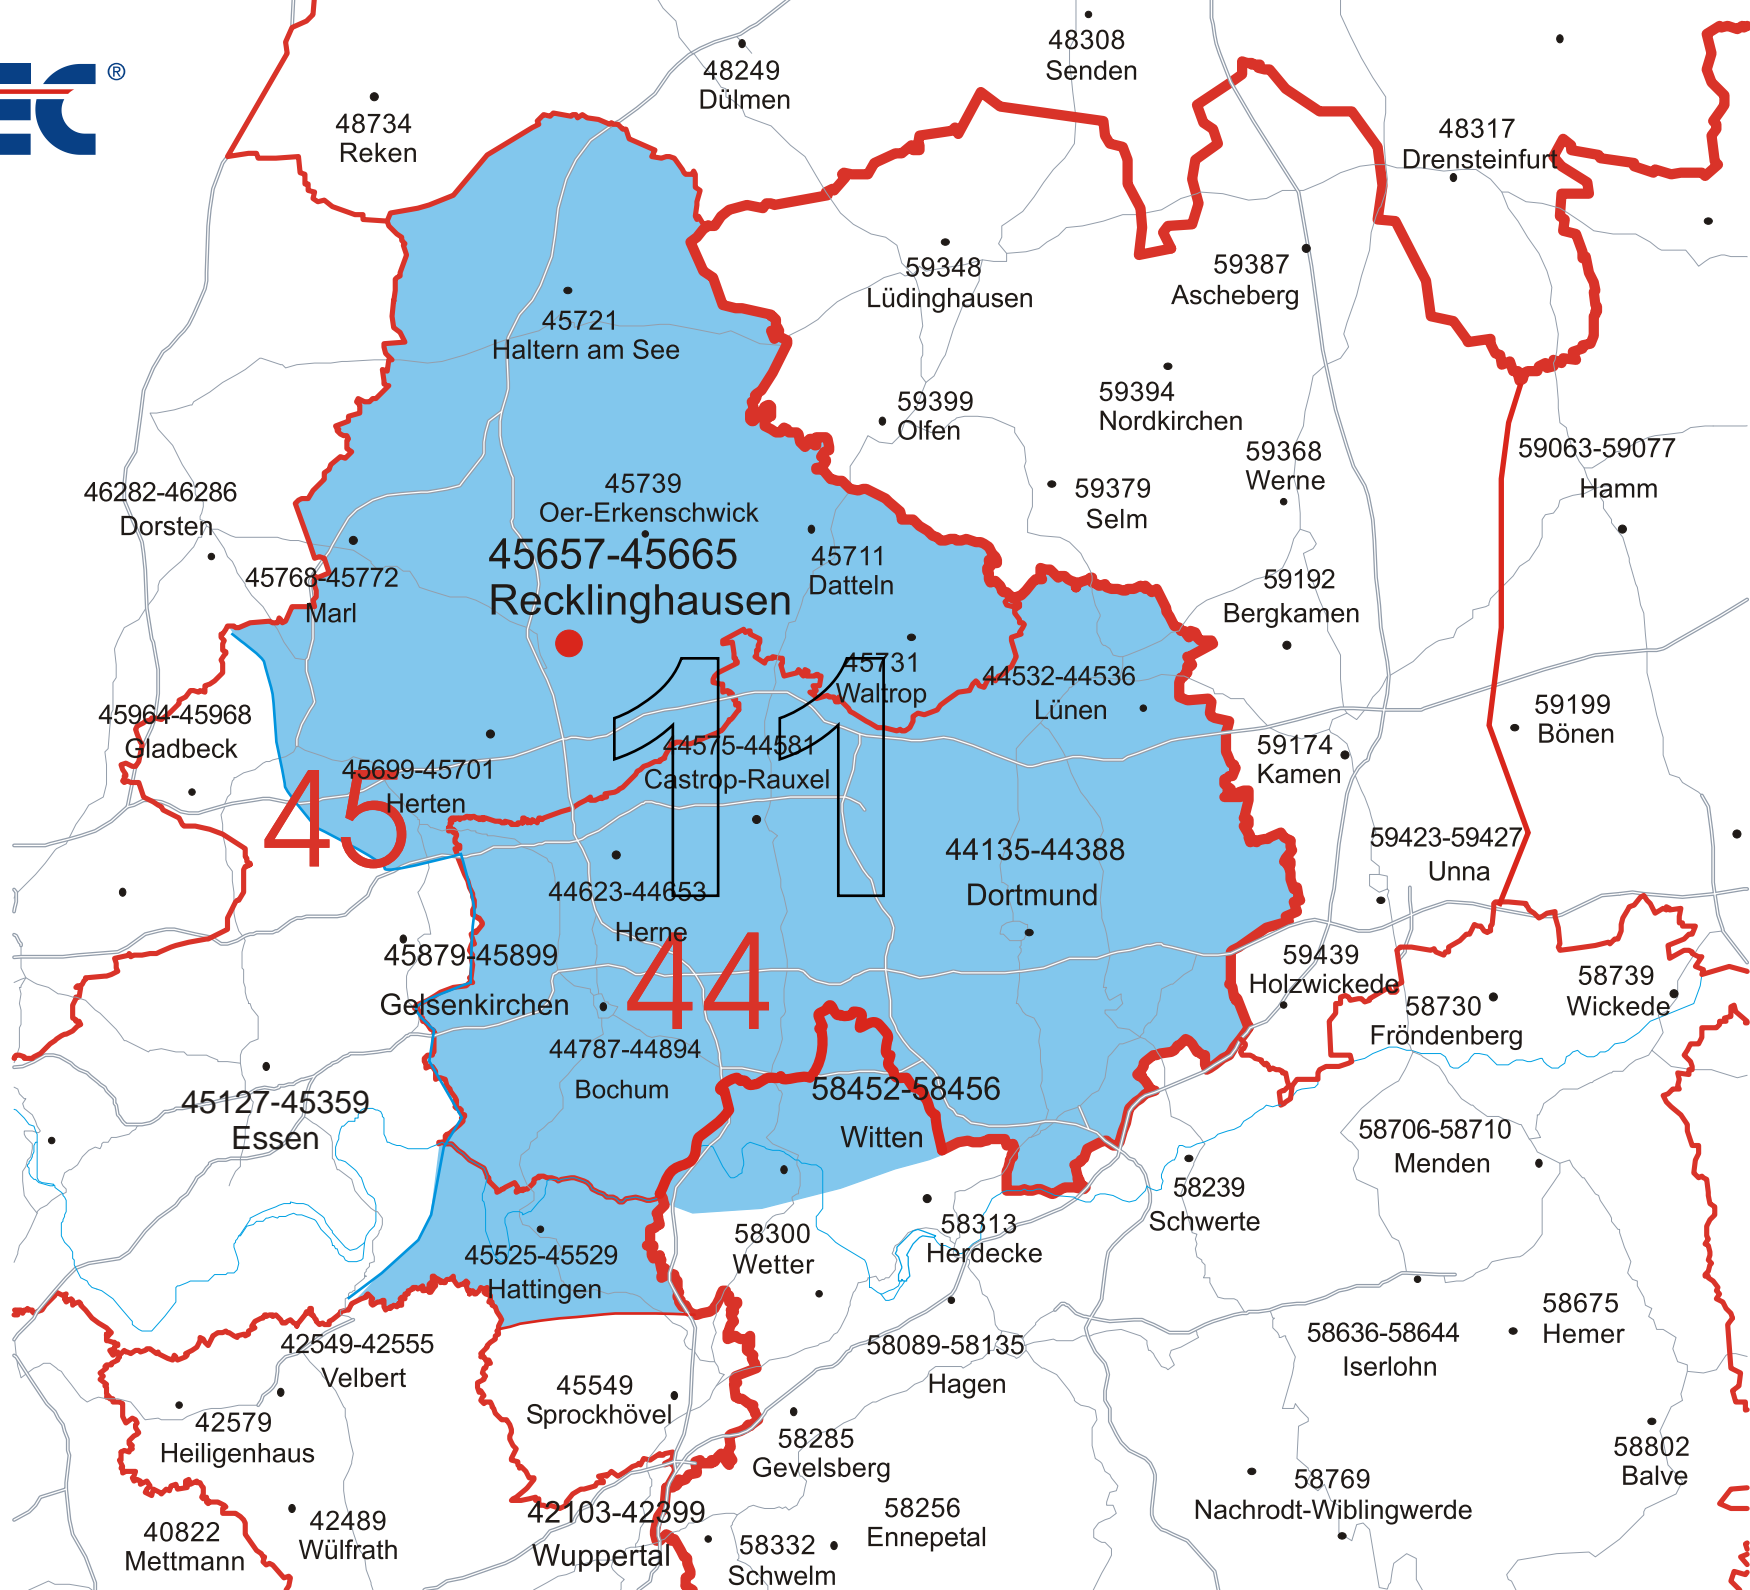 EC®
48308
Senden
48249
Dülmen
48734
Reken
48317
Drensteinfurt
59348
Lüdinghausen
59387
Ascheberg
45721
Haltern am See
59394
Nordkirchen
59399
Olfen
59368
Werne
59063-59077
Hamm
46282-46286
Dorsten
45739
Oer-Erkenschwick
59379
Selm
45657-45665
Recklinghausen
45711
Datteln
45768-45772
Marl
59192
Bergkamen
45731
Waltrop
44532-44536
Lünen
45964-45968
Gladbeck
59199
Bönen
11
44575-44581
Castrop-Rauxel
59174
Kamen
45699-45701
Herten
45
59423-59427
Unna
44135-44388
Dortmund
44623-44653
Herne
45879-45899
Gelsenkirchen
44
59439
Holzwickede
58739
Wickede
58730
Fröndenberg
44787-44894
Bochum
58452-58456
Witten
45127-45359
Essen
58706-58710
Menden
58239
Schwerte
58300
Wetter
58313
Herdecke
45525-45529
Hattingen
42549-42555
Velbert
58089-58135
Hagen
58636-58644
Iserlohn
58675
Hemer
45549
Sprockhövel
42579
Heiligenhaus
58285
Gevelsberg
58802
Balve
58769
Nachrodt-Wiblingwerde
42103-42399
Wuppertal
58256
Ennepetal
42489
Wülfrath
40822
Mettmann
58332
Schwelm